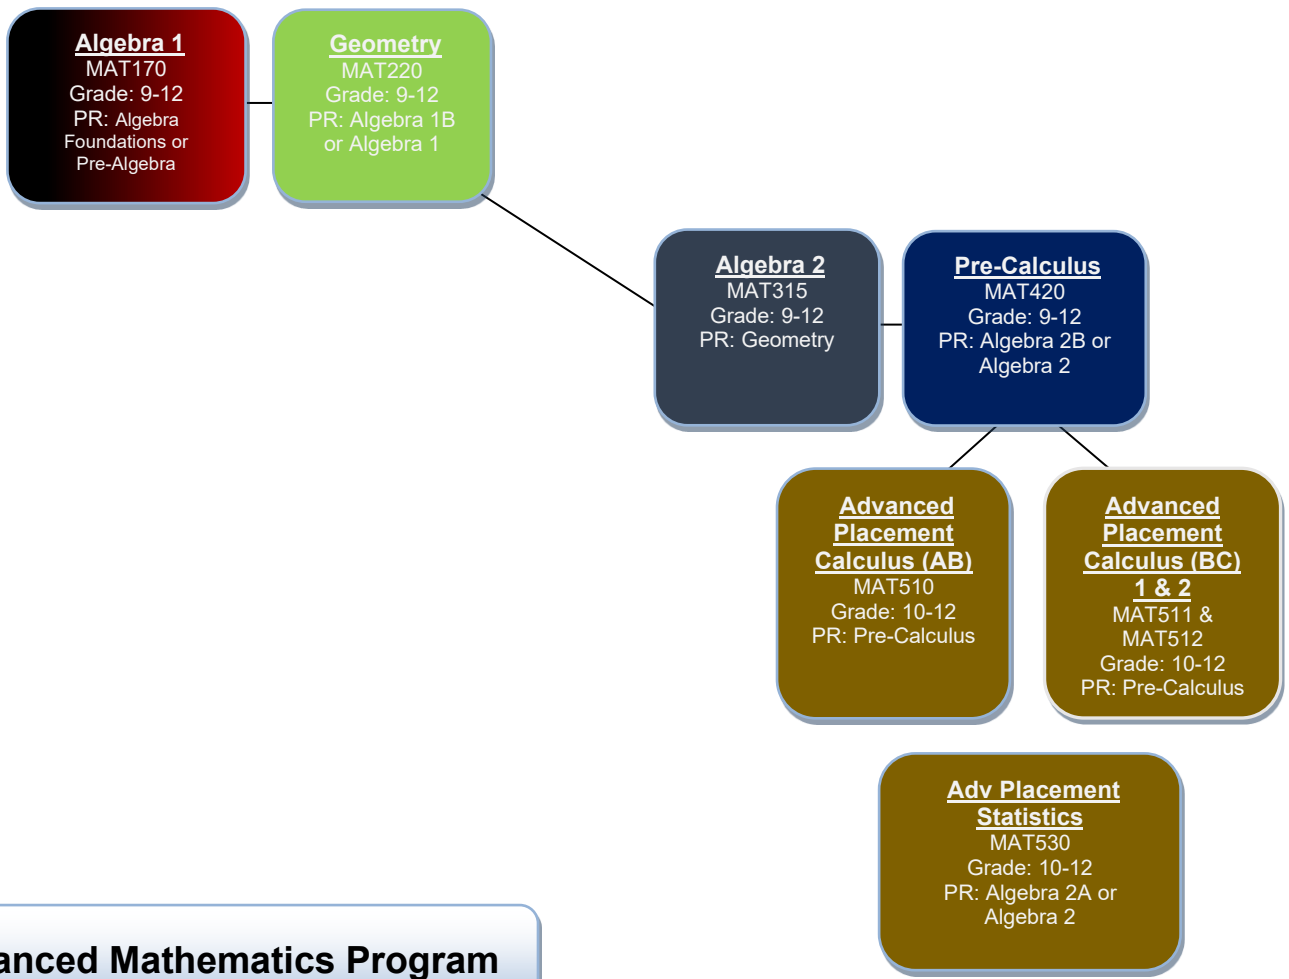 Algebra 1
MAT170
Grade: 9-12
PR: Algebra
Foundations or
Pre-Algebra
Geometry
MAT220
Grade: 9-12
PR: Algebra 1B
or Algebra 1
Algebra 2
MAT315
Grade: 9-12
PR: Geometry
Pre-Calculus
MAT420
Grade: 9-12
PR: Algebra 2B or
Algebra 2
Advanced
Placement
Calculus (AB)
MAT510
Grade: 10-12
PR: Pre-Calculus
Advanced
Placement
Calculus (BC)
1 & 2
MAT511 &
MAT512
Grade: 10-12
PR: Pre-Calculus
Adv Placement
Statistics
MAT530
Grade: 10-12
PR: Algebra 2A or
Algebra 2
anced Mathematics Program